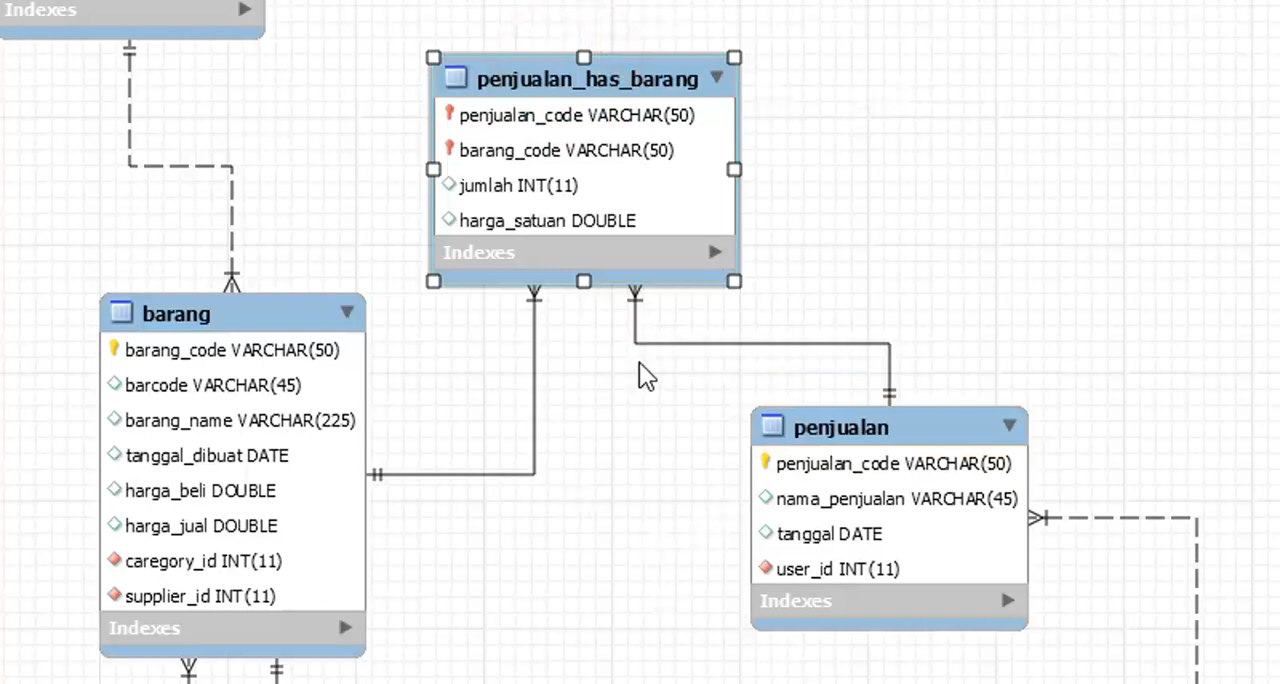 Indexes
penjualan_has_barang
penjualan_code VARCHAR(50)
barang_code VARCHAR(50)
jumlah INT(11)
harga_satuan DOUBLE
Indexes
barang
barang_code VARCHAR(50)
barcode VARCHAR(45)
barang_name VARCHAR(225)
tanggal_dibuat DATE
harga_beli DOUBLE
harga_jual DOUBLE
caregory_id INT(11)
supplier_id INT(11)
Indexes
penjualan
penjualan_code VARCHAR(50)
nama_penjualan VARCHAR(45)
tanggal DATE
user_id INT(11)
Indexes